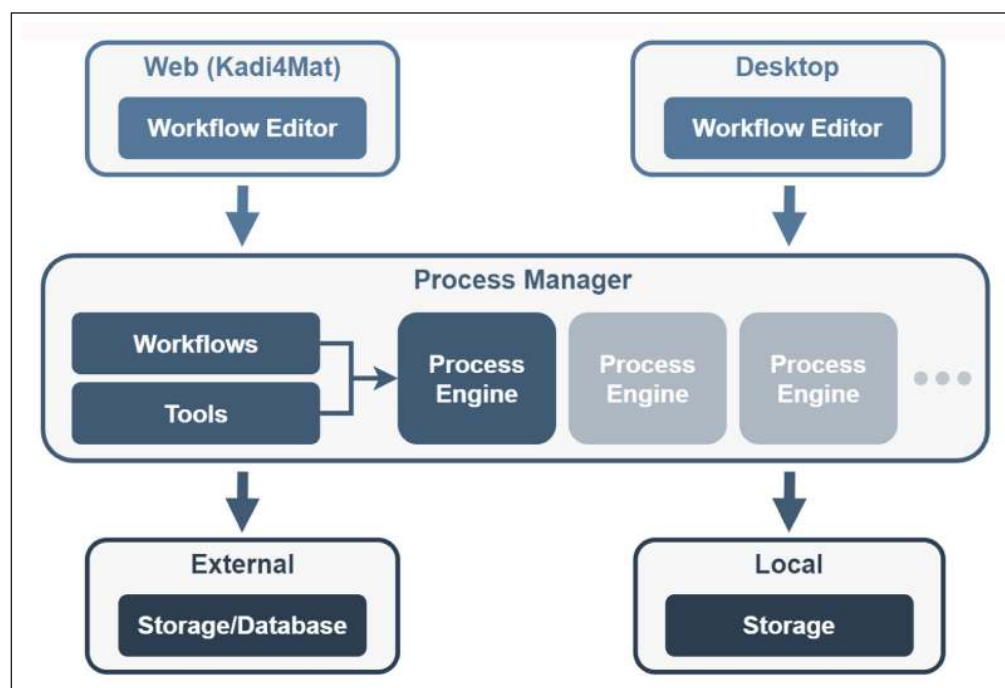 Web (Kadi4Mat)
Workflow Editor
Desktop
Workflow Editor
Process Manager
Workflows
Tools
Process
Engine
Process
Engine
Process
Engine
External
Storage/Database
Local
Storage